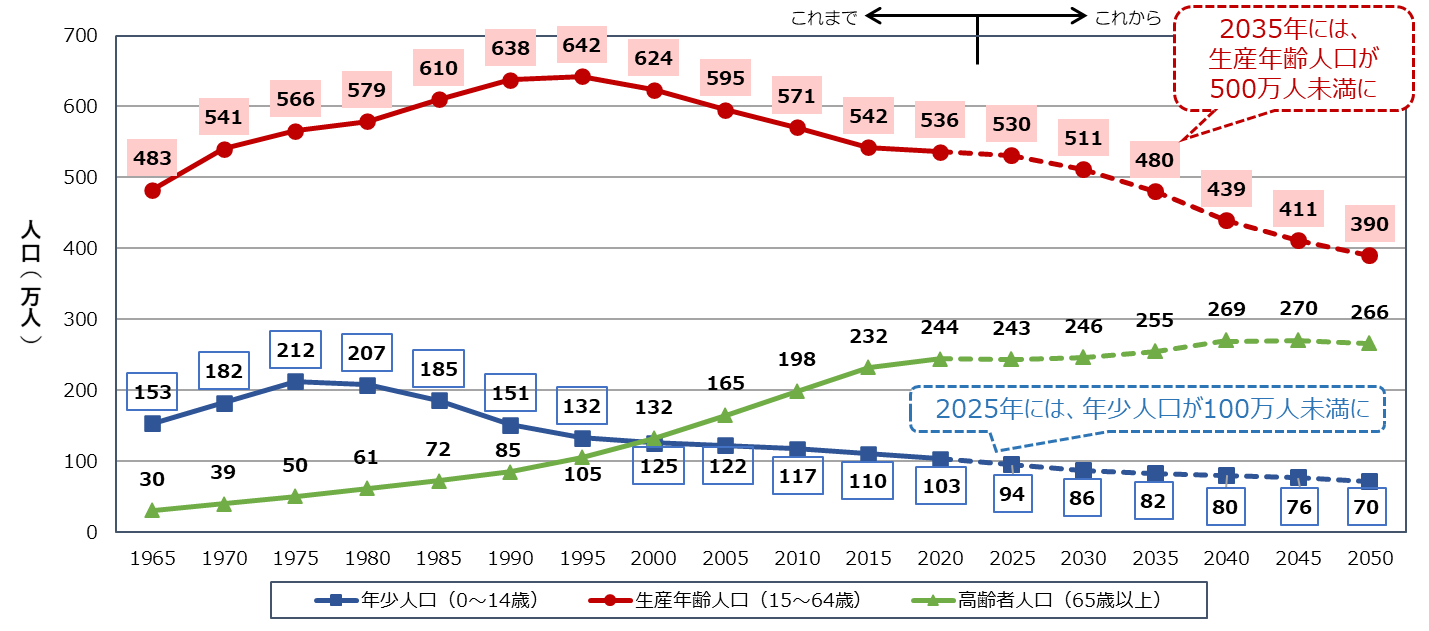 これまで
これから
2035年には、
生産年齢人口が
500万人未満に
人口（万人）
700
600
500
400
300
200
100
0
483 541 566 579 610 638 642 624 595 571 542 536 530 511 480 439 411 390
30 39 50 61 72 85 105 132 165 198 232 244 243 246 255 269 270 266
153 182 212 207 185 151 132 125 122 117 110 103 94 86 82 80 76 70
2025年には、年少人口が100万人未満に
1965 1970 1975 1980 1985 1990 1995 2000 2005 2010 2015 2020 2025 2030 2035 2040 2045 2050
年少人口（0～14歳） 生産年齢人口（15～64歳） 高齢者人口（65歳以上）